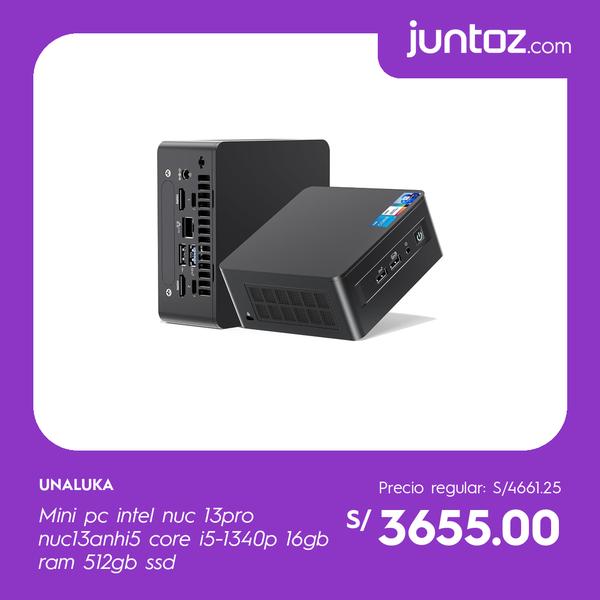 juntoz.com
UNALUKA
Mini pc intel nuc 13pro
nuc13anhi5 core i5-1340p 16gb
ram 512gb ssd
Precio regular: S/4661.25
S/ 3655.00